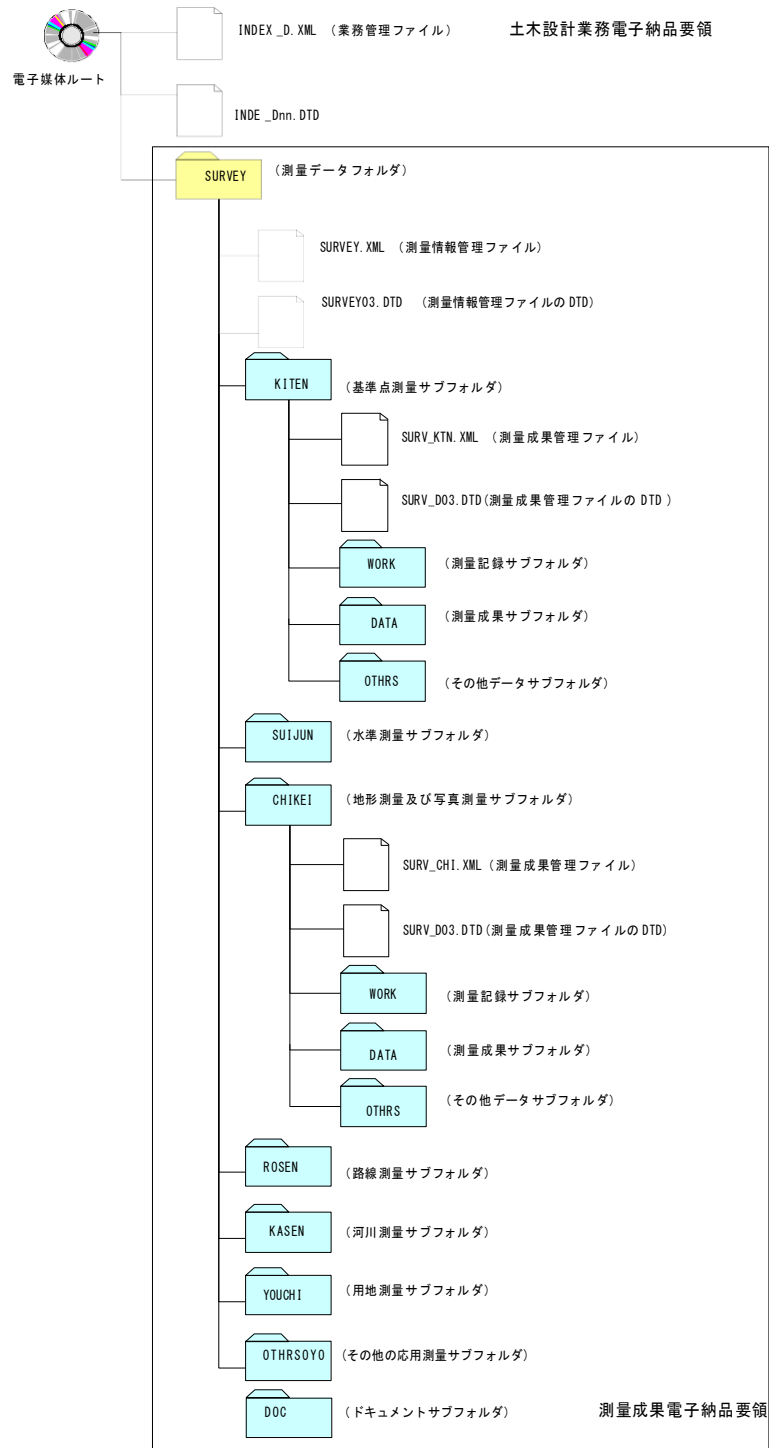 INDEX_D.XML (業務管理ファイル) 土木設計業務電子納品要領
電子媒体ルート
INDE_Dnn.DTD
SURVEY (測量データフォルダ)
SURVEY.XML (測量情報管理ファイル)
SURVEY03.DTD (測量情報管理ファイルのDTD)
KITEN (基準点測量サブフォルダ)
SURV_KTN.XML (測量成果管理ファイル)
SURV_D03.DTD(測量成果管理ファイルのDTD)
WORK (測量記録サブフォルダ)
DATA (測量成果サブフォルダ)
OTHRS (その他データサブフォルダ)
SUIJUN (水準測量サブフォルダ)
CHIKEI (地形測量及び写真測量サブフォルダ)
SURV_CHI.XML(測量成果管理ファイル)
SURV_D03.DTD(測量成果管理ファイルのDTD)
WORK (測量記録サブフォルダ)
DATA (測量成果サブフォルダ)
OTHRS (その他データサブフォルダ)
ROSEN (路線測量サブフォルダ)
KASEN (河川測量サブフォルダ)
YOUCHI (用地測量サブフォルダ)
OTHRSOYO (その他の応用測量サブフォルダ)
DOC (ドキュメントサブフォルダ) 測量成果電子納品要領